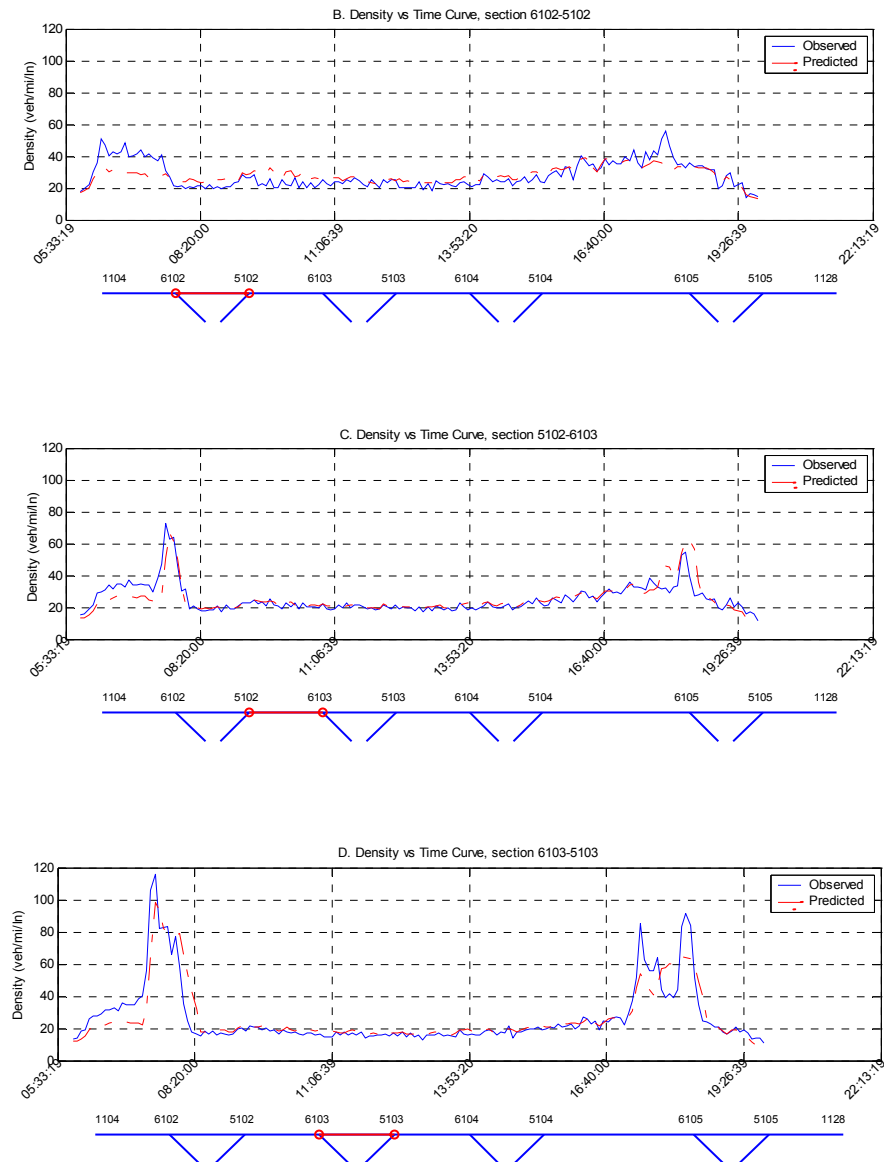 B. Density vs Time Curve, section 6102-5102
120
100
80
60
40
20
0
Density (veh/mi/ln)
Observed
Predicted
05:33:19 08:20:00 11:06:39 13:53:20 16:40:00 19:26:39 22:13:19
1104 6102 5102 6103 5103 6104 5104 6105 5105 1128
C. Density vs Time Curve, section 5102-6103
120
100
80
60
40
20
0
Density (veh/mi/ln)
Observed
Predicted
05:33:19 08:20:00 11:06:39 13:53:20 16:40:00 19:26:39 22:13:19
1104 6102 5102 6103 5103 6104 5104 6105 5105 1128
D. Density vs Time Curve, section 6103-5103
120
100
80
60
40
20
0
Density (veh/mi/ln)
Observed
Predicted
05:33:19 08:20:00 11:06:39 13:53:20 16:40:00 19:26:39 22:13:19
1104 6102 5102 6103 5103 6104 5104 6105 5105 1128